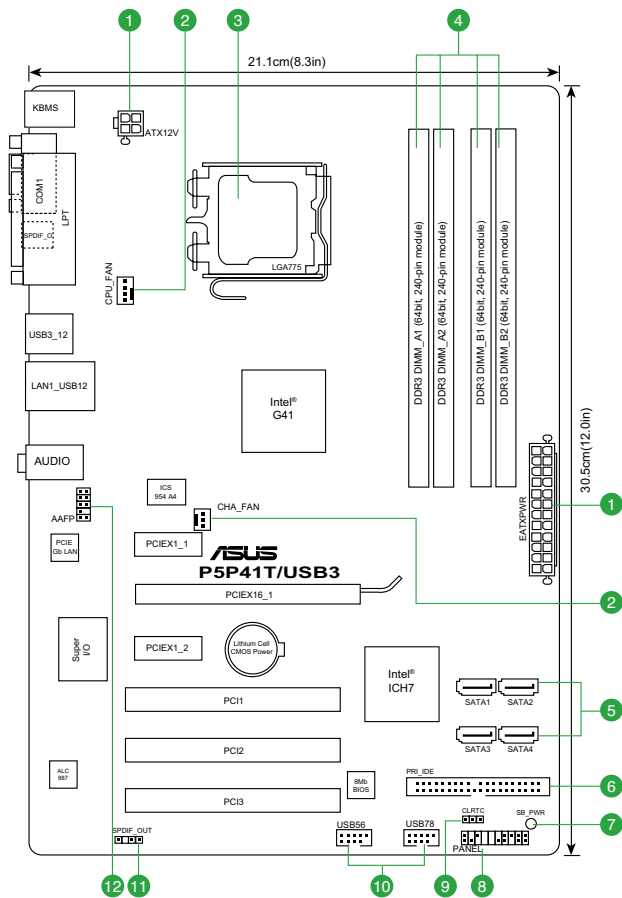 1
2
3
4
21.1cm(8.3in)
KBMS
ATX12V
COM1
LPT
SPDIF_O
CPU_FAN
LGA775
DDR3 DIMM_A1 (64bit, 240-pin module)
DDR3 DIMM_A2 (64bit, 240-pin module)
DDR3 DIMM_B1 (64bit, 240-pin module)
DDR3 DIMM_B2 (64bit, 240-pin module)
USB3_12
LAN1_USB12
Intel®
G41
30.5cm(12.0in)
AUDIO
EATXPWR
1
ICS
954 A4
CHA_FAN
AAFP
PCIE
Gb LAN
PCIEX1_1
ASUS
P5P41T/USB3
PCIEX16_1
2
Super
I/O
PCIEX1_2
Lithium Cell
CMOS Power
Intel®
ICH7
SATA1
SATA2
PCI1
5
SATA3
SATA4
PCI2
ALC
887
8Mb
BIOS
PRI_IDE
6
PCI3
CLRTC
SB_PWR
7
SPDIF_OUT
USB56
USB78
PANEL
12
11
10
9
8